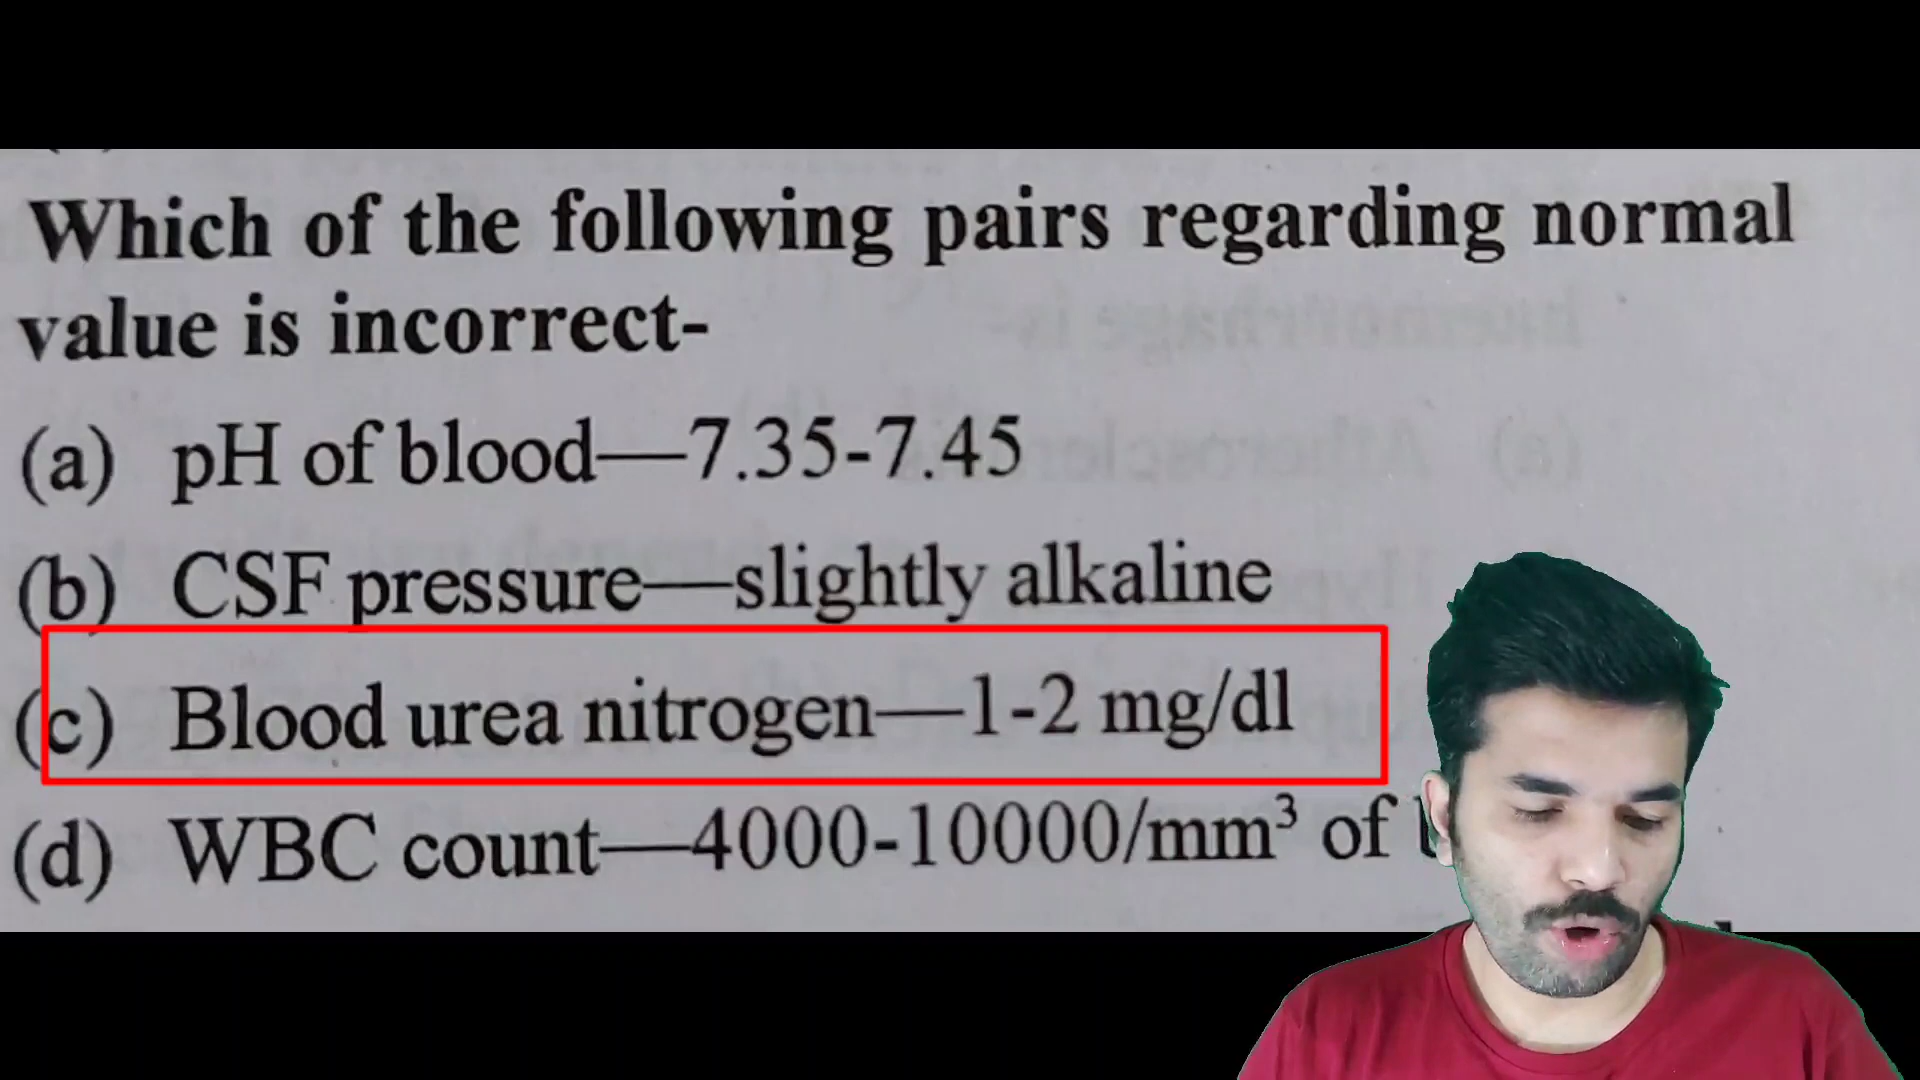 Which of the following pairs regarding normal
value is incorrect-
(a) pH of blood—7.35-7.45
(b) CSF pressure—slightly alkaline
(c) Blood urea nitrogen—1-2 mg/dl
(d) WBC count—4000-10000/mm³ of